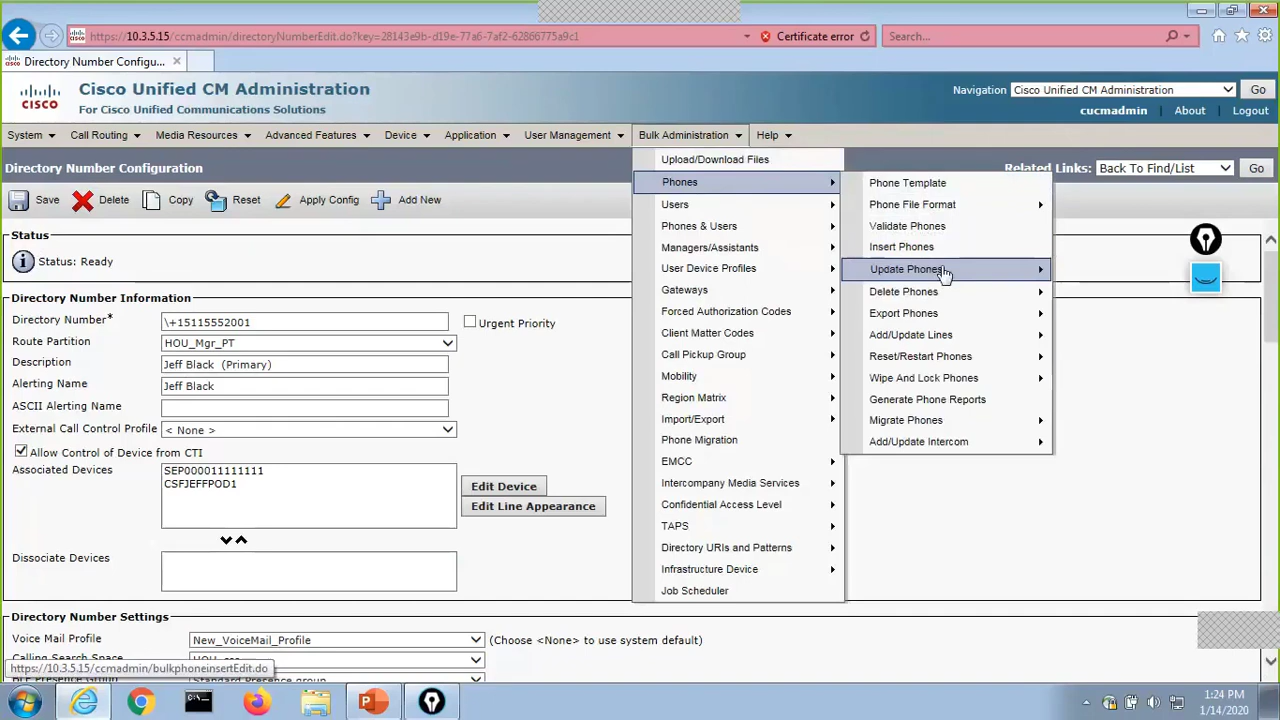 https://10.3.5.15/ccmadmin/directoryNumberEdit.do?key=28143e9b-d19e-77a6-7af2-62866775a9c1 Certificate error Search...
Directory Number Configu...
CISCO
Cisco Unified CM Administration
For Cisco Unified Communications Solutions
Navigation Cisco Unified CM Administration Go
cucmadmin About Logout
System Call Routing Media Resources Advanced Features Device Application User Management Bulk Administration Help
Directory Number Configuration
Related Links: Back To Find/List Go
Save Delete Copy Reset Apply Config Add New
Status
Status: Ready
Directory Number Information
Directory Number* \+15115552001 Urgent Priority
Route Partition HOU_Mgr_PT
Description Jeff Black (Primary)
Alerting Name Jeff Black
ASCII Alerting Name
External Call Control Profile < None >
Allow Control of Device from CTI
Associated Devices SEP000011111111
CSFJEFFPOD1
Edit Device
Edit Line Appearance
Dissociate Devices
Directory Number Settings
Voice Mail Profile New_VoiceMail_Profile (Choose <None> to use system default)
Calling Search Space
Standard Presence group
https://10.3.5.15/ccmadmin/bulkphoneinsertEdit.do
Upload/Download Files
Phones
Users
Phones & Users
Managers/Assistants
User Device Profiles
Gateways
Forced Authorization Codes
Client Matter Codes
Call Pickup Group
Mobility
Region Matrix
Import/Export
Phone Migration
EMCC
Intercompany Media Services
Confidential Access Level
TAPS
Directory URIs and Patterns
Infrastructure Device
Job Scheduler
Phone Template
Phone File Format
Validate Phones
Insert Phones
Update Phones
Delete Phones
Export Phones
Add/Update Lines
Reset/Restart Phones
Wipe And Lock Phones
Generate Phone Reports
Migrate Phones
Add/Update Intercom
1:24 PM
1/14/2020